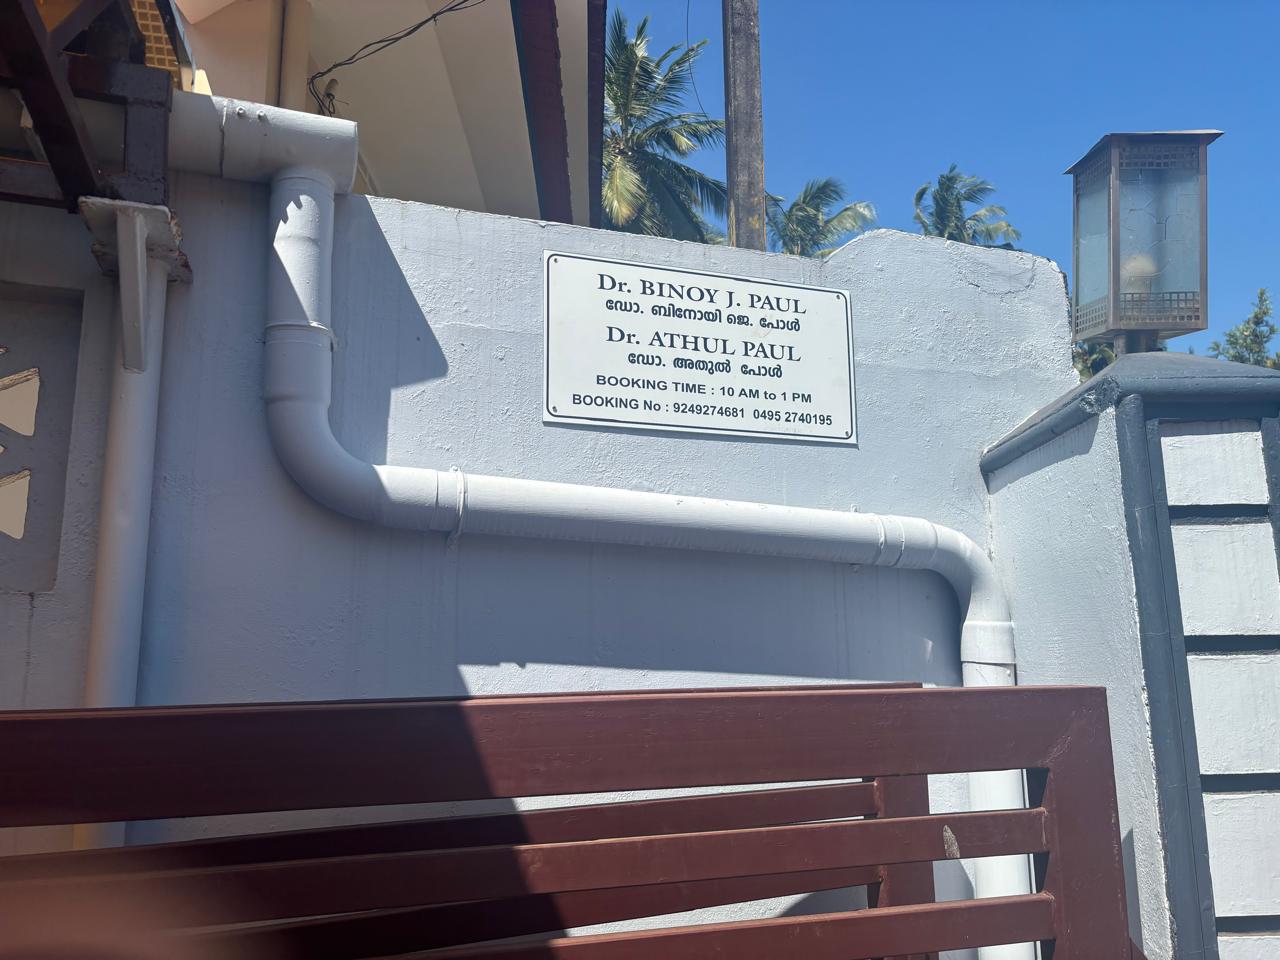 Dr. BINOY J. PAUL
ഡോ. ബിനോയി ജെ. പോൾ
Dr. ATHUL PAUL
ഡോ. അതുൽ പോൾ
BOOKING TIME : 10 AM to 1 PM
BOOKING No : 9249274681 0495 2740195